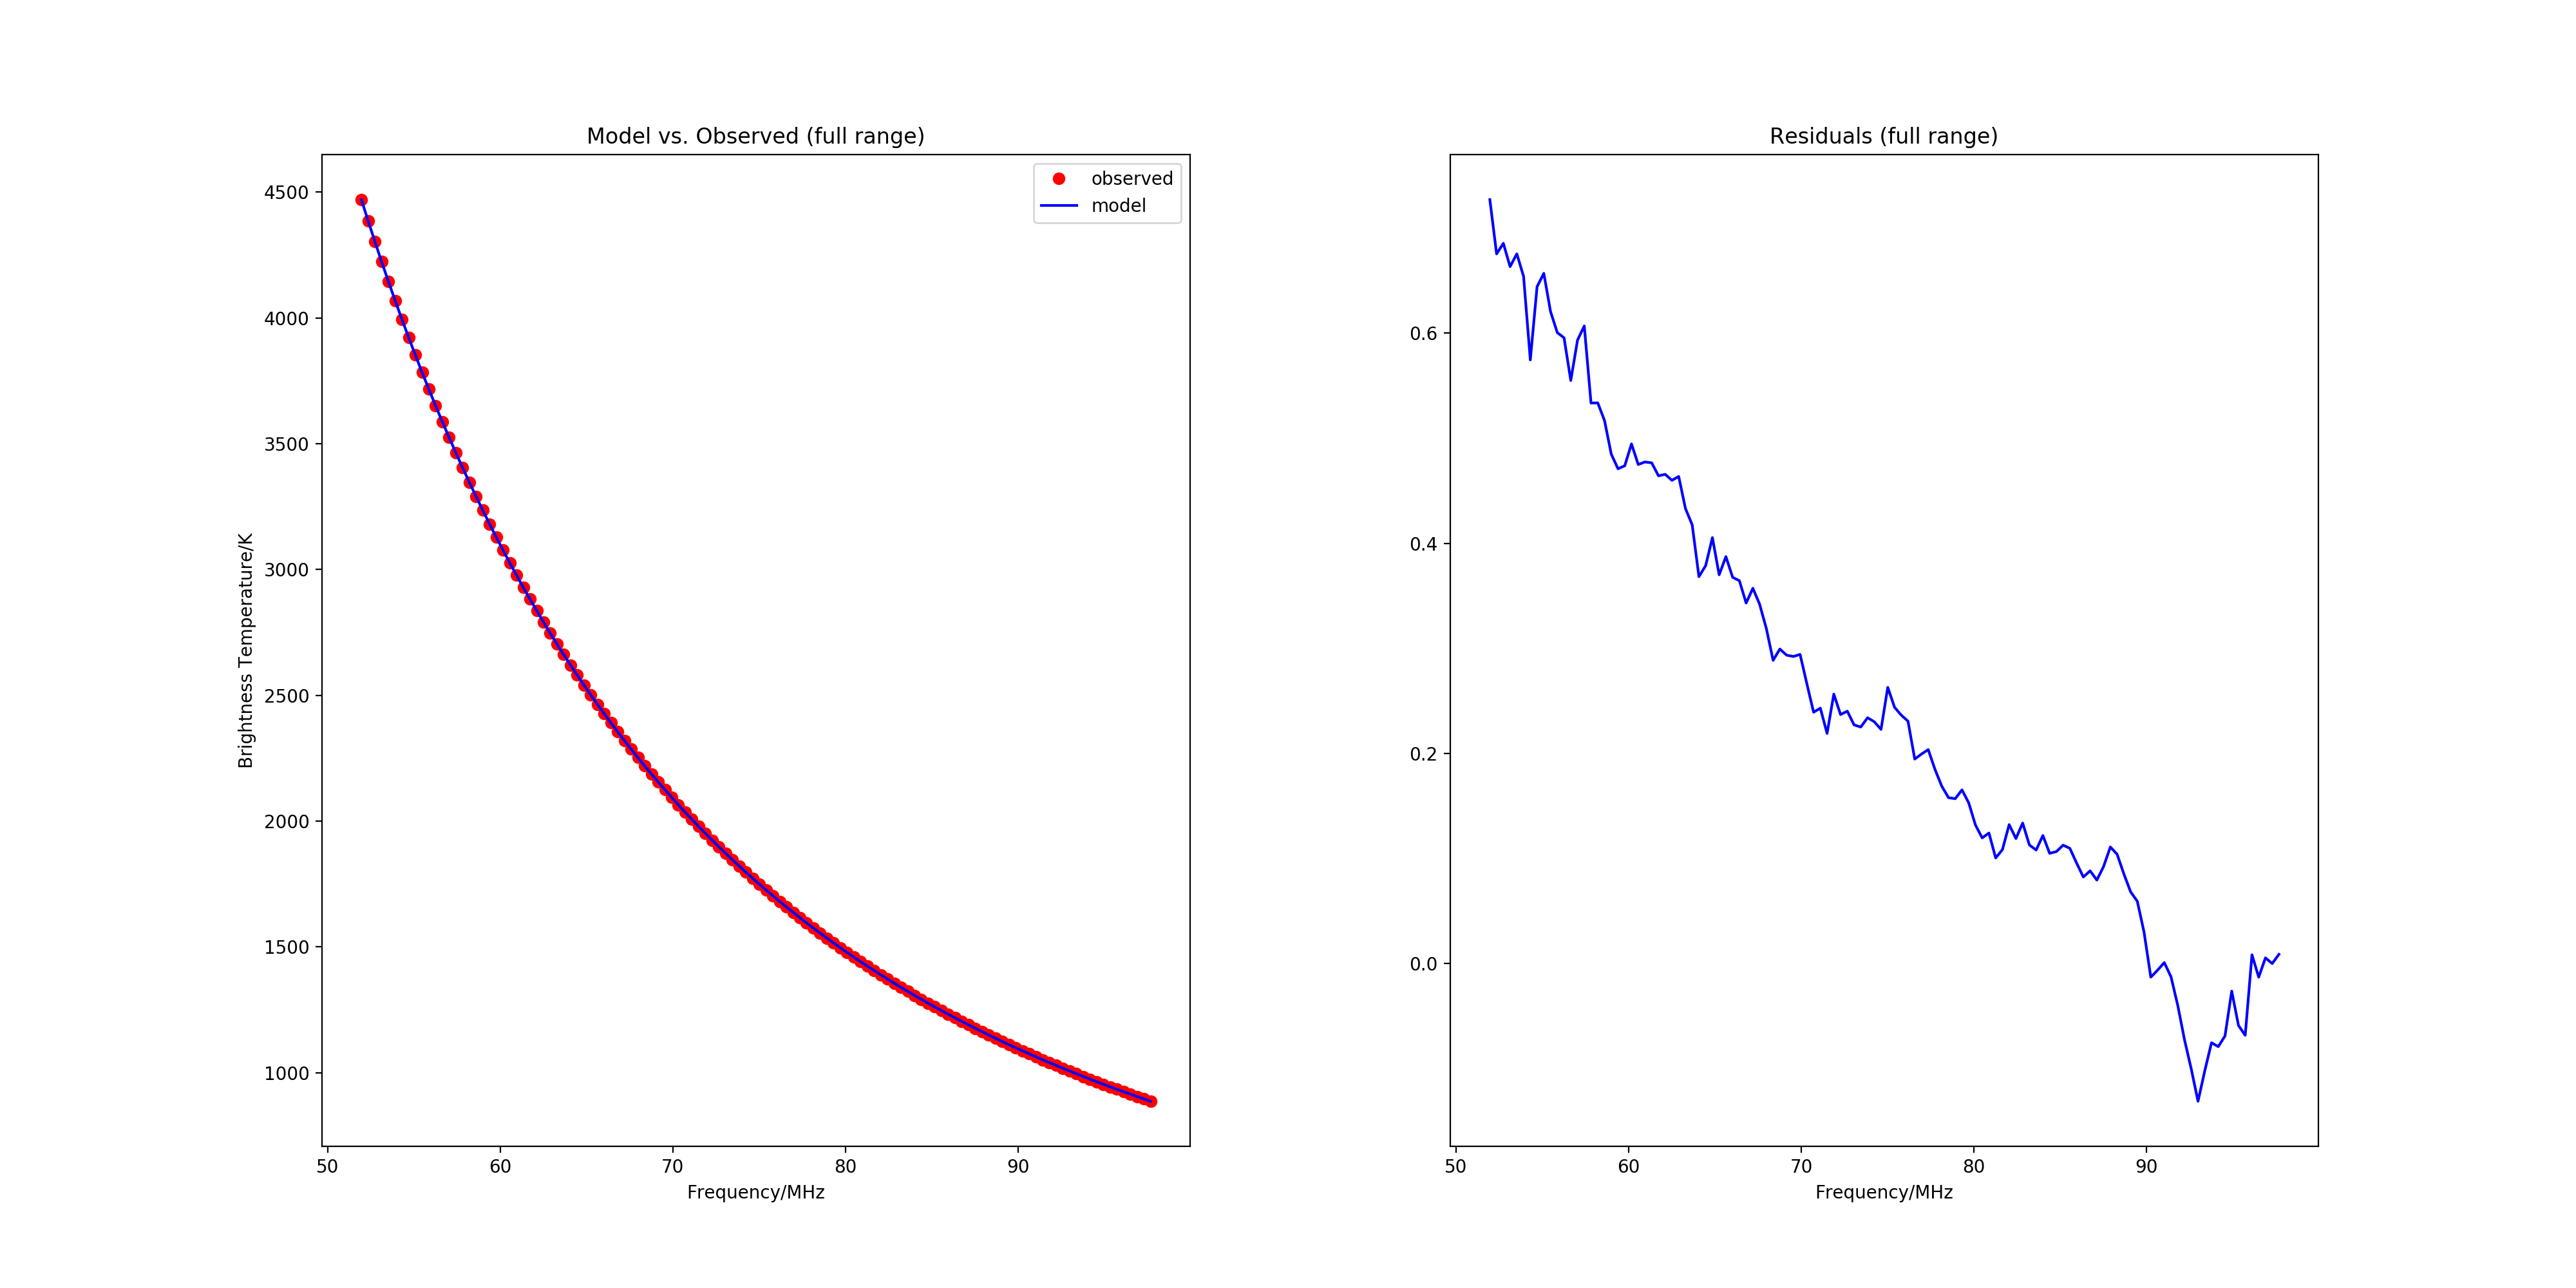 Model vs. Observed (full range)
observed
model
4500
4000
3500
3000
2500
2000
1500
1000
Brightness Temperature/K
50 60 70 80 90
Frequency/MHz
Residuals (full range)
0.6
0.4
0.2
0.0
50 60 70 80 90
Frequency/MHz